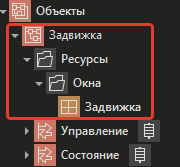 Объекты
Задвижка
Ресурсы
Окна
Задвижка
Управление
Состояние